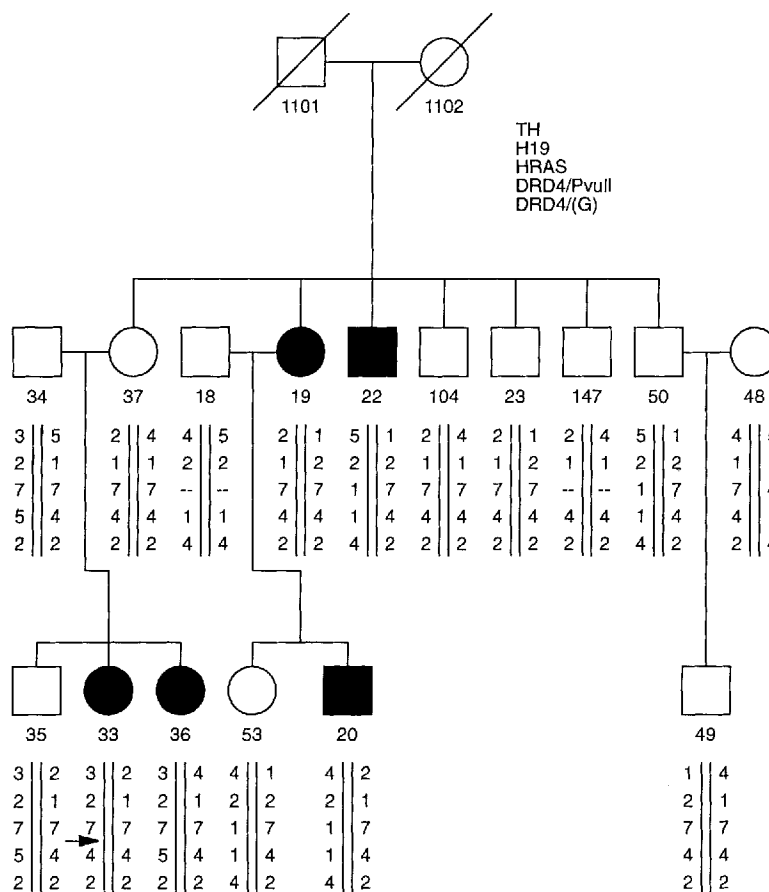 1101 1102
TH
H19
HRAS
DRD4/PvuII
DRD4/(G)
34 37 18 19 22 104 23 147 50 48
3 5 2 4 4 5 2 1 5 1 2 4 2 1 2 4 5 1 4
2 1 1 1 2 2 1 2 2 2 1 1 1 2 1 1 2 2 1
7 7 7 7 -- -- 7 7 1 7 7 7 7 7 -- -- 1 7 7
5 4 4 4 1 1 4 4 1 4 4 4 4 4 4 4 1 4 4
2 2 2 2 4 4 2 2 4 2 2 2 2 2 2 2 4 2 2
35 33 36 53 20 49
3 2 3 2 3 4 4 1 4 2 1 4
2 1 2 1 2 1 2 2 2 1 2 1
7 7 7 7 7 7 1 7 1 7 7 7
5 4 4 4 5 4 1 4 1 4 4 4
2 2 2 2 2 2 4 2 4 2 2 2